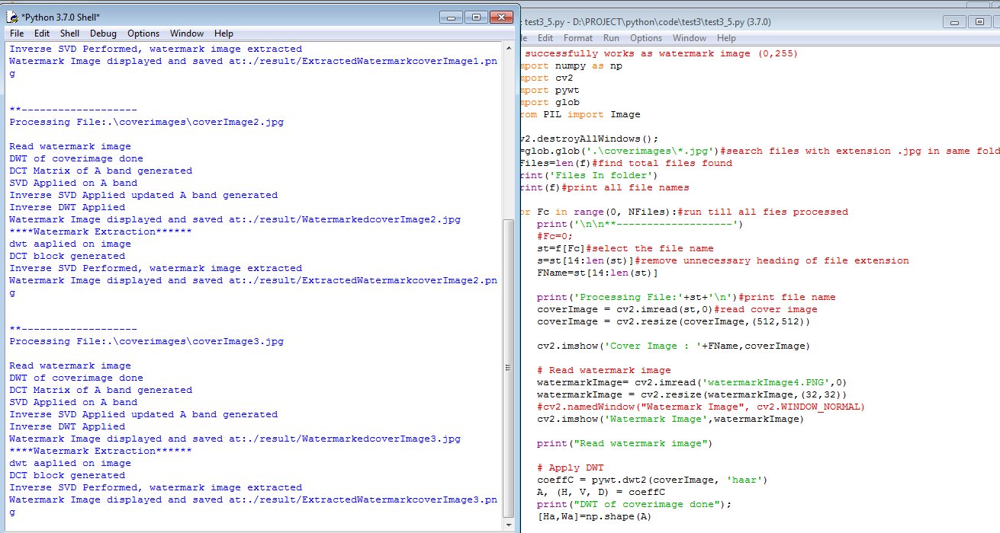 *Python 3.7.0 Shell*
File Edit Shell Debug Options Window Help
Inverse SVD Performed, watermark image extracted
Watermark Image displayed and saved at:./result/ExtractedWatermarkcoverImage1.pn
g
**-------------------
Processing File:.\coverimages\coverImage2.jpg
Read watermark image
DWT of coverimage done
DCT Matrix of A band generated
SVD Applied on A band
Inverse SVD Applied updated A band generated
Inverse DWT Applied
Watermark Image displayed and saved at:./result/WatermarkedcoverImage2.jpg
****Watermark Extraction******
dwt aaplied on image
DCT block generated
Inverse SVD Performed, watermark image extracted
Watermark Image displayed and saved at:./result/ExtractedWatermarkcoverImage2.pn
g
**-------------------
Processing File:.\coverimages\coverImage3.jpg
Read watermark image
DWT of coverimage done
DCT Matrix of A band generated
SVD Applied on A band
Inverse SVD Applied updated A band generated
Inverse DWT Applied
Watermark Image displayed and saved at:./result/WatermarkedcoverImage3.jpg
****Watermark Extraction******
dwt aaplied on image
DCT block generated
Inverse SVD Performed, watermark image extracted
Watermark Image displayed and saved at:./result/ExtractedWatermarkcoverImage3.pn
g
test3_5.py - D:\PROJECT\python\code\test3\test3_5.py (3.7.0)
le Edit Format Run Options Window Help
successfully works as watermark image (0,255)
mport numpy as np
mport cv2
mport pywt
mport glob
rom PIL import Image
v2.destroyAllWindows();
=glob.glob('.\coverimages\*.jpg')#search files with extension .jpg in same fold
Files=len(f)#find total files found
rint('Files In folder')
rint(f)#print all file names
or Fc in range(0, NFiles):#run till all fies processed
print('\n\n**-------------------')
#Fc=0;
st=f[Fc]#select the file name
s=st[14:len(st)]#remove unnecessary heading of file extension
FName=st[14:len(st)]
print('Processing File:'+st+'\n')#print file name
coverImage = cv2.imread(st,0)#read cover image
coverImage = cv2.resize(coverImage,(512,512))
cv2.imshow('Cover Image : '+FName,coverImage)
# Read watermark image
watermarkImage= cv2.imread('watermarkImage4.PNG',0)
watermarkImage = cv2.resize(watermarkImage,(32,32))
#cv2.namedWindow("Watermark Image", cv2.WINDOW_NORMAL)
cv2.imshow('Watermark Image',watermarkImage)
print("Read watermark image")
# Apply DWT
coeffC = pywt.dwt2(coverImage, 'haar')
A, (H, V, D) = coeffC
print("DWT of coverimage done");
[Ha,Wa]=np.shape(A)